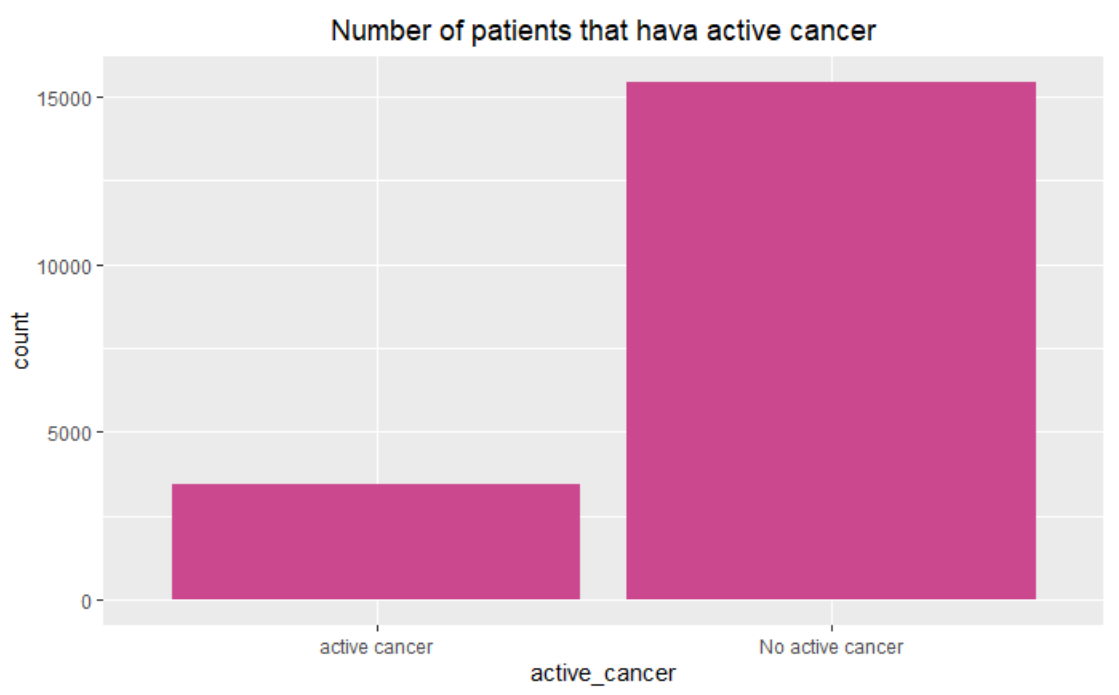 Number of patients that hava active cancer
count
15000
10000
5000
0
active cancer
No active cancer
active_cancer